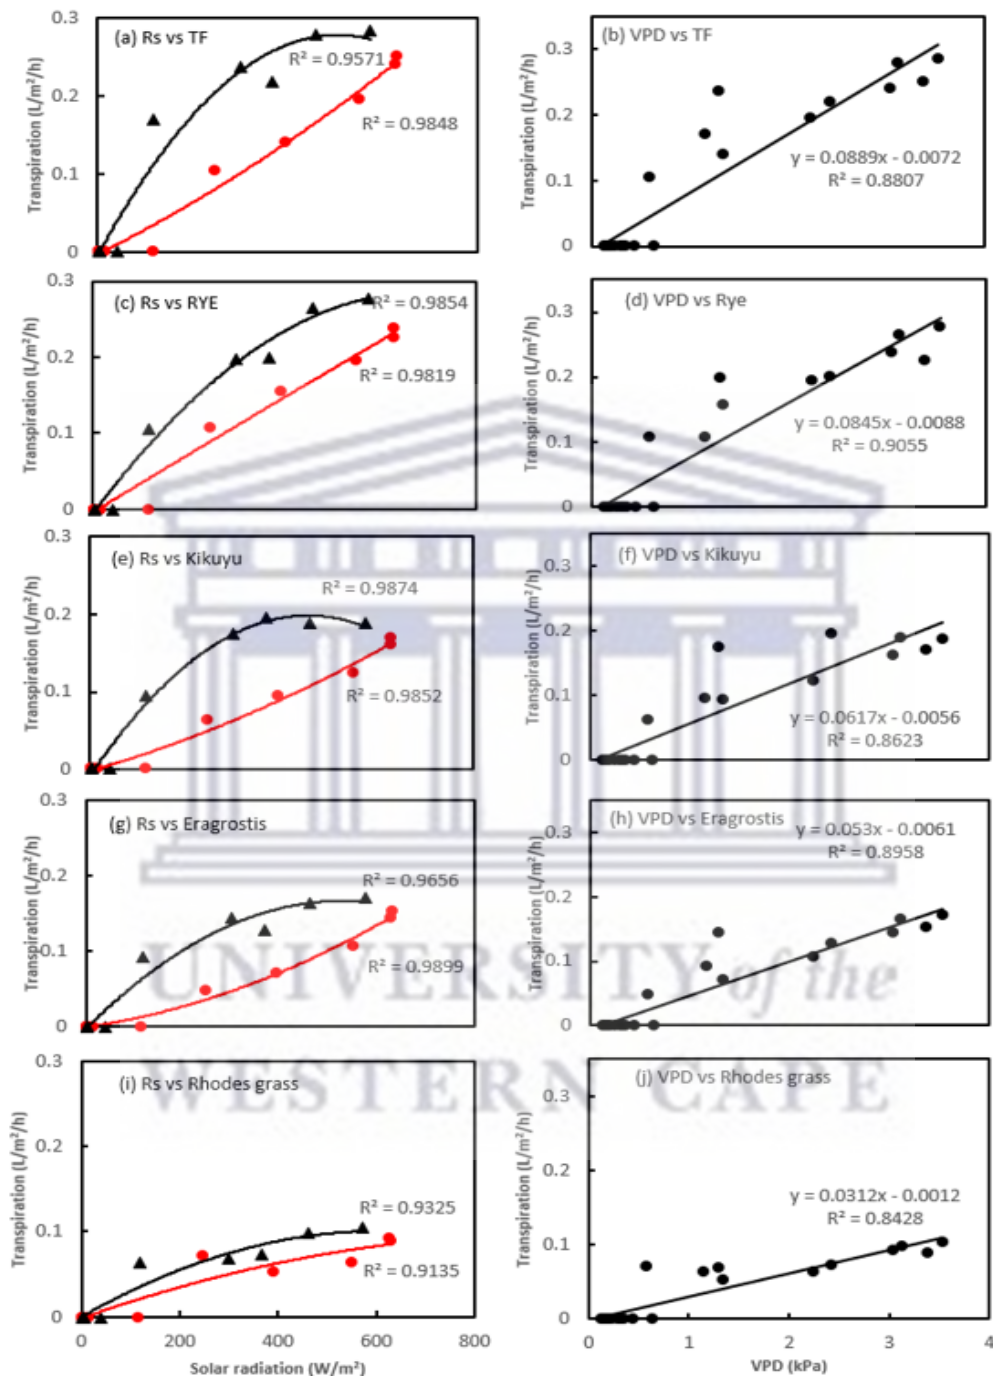 0.3
(a) Rs vs TF
R² = 0.9571
0.2
R² = 0.9848
0.1
0
Transpiration (L/m²/h)
(b) VPD vs TF
0.3
0.2
y = 0.0889x - 0.0072
R² = 0.8807
0.1
0
Transpiration (L/m²/h)
0.3
(c) Rs vs RYE
R² = 0.9854
0.2
R² = 0.9819
0.1
0
Transpiration (L/m²/h)
(d) VPD vs Rye
0.3
0.2
y = 0.0845x - 0.0088
R² = 0.9055
0.1
0
Transpiration (L/m²/h)
0.3
(e) Rs vs Kikuyu
R² = 0.9874
0.2
R² = 0.9852
0.1
0
Transpiration (L/m²/h)
(f) VPD vs Kikuyu
0.3
0.2
0.1
y = 0.0617x - 0.0056
R² = 0.8623
0
Transpiration (L/m²/h)
0.3
(g) Rs vs Eragrostis
0.2
R² = 0.9656
0.1
R² = 0.9899
0
Transpiration (L/m²/h)
(h) VPD vs Eragrostis
y = 0.053x - 0.0061
0.3
R² = 0.8958
0.2
0.1
0
Transpiration (L/m²/h)
UNIVERSITY of the
WESTERN CAPE
0.3
(i) Rs vs Rhodes grass
0.2
R² = 0.9325
0.1
R² = 0.9135
0
Transpiration (L/m²/h)
0 200 400 600 800
Solar radiation (W/m²)
(j) VPD vs Rhodes grass
0.3
0.2
y = 0.0312x - 0.0012
R² = 0.8428
0.1
0
Transpiration (L/m²/h)
0 1 2 3 4
VPD (kPa)